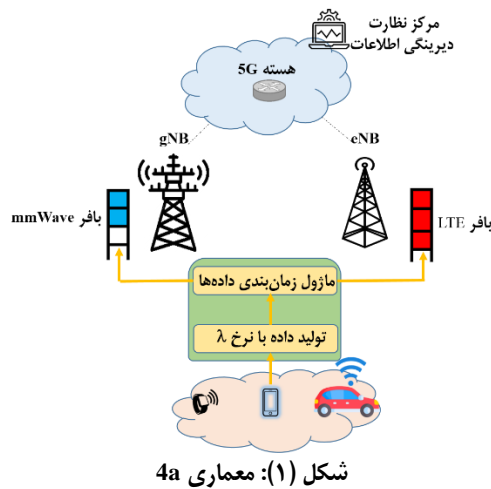 مرکز نظارت
دیرینگی اطلاعات
هسته 5G
gNB
eNB
بافر mmWave
بافر LTE
ماژول زمان‌بندی داده‌ها
تولید داده با نرخ λ
شکل (۱): معماری 4a